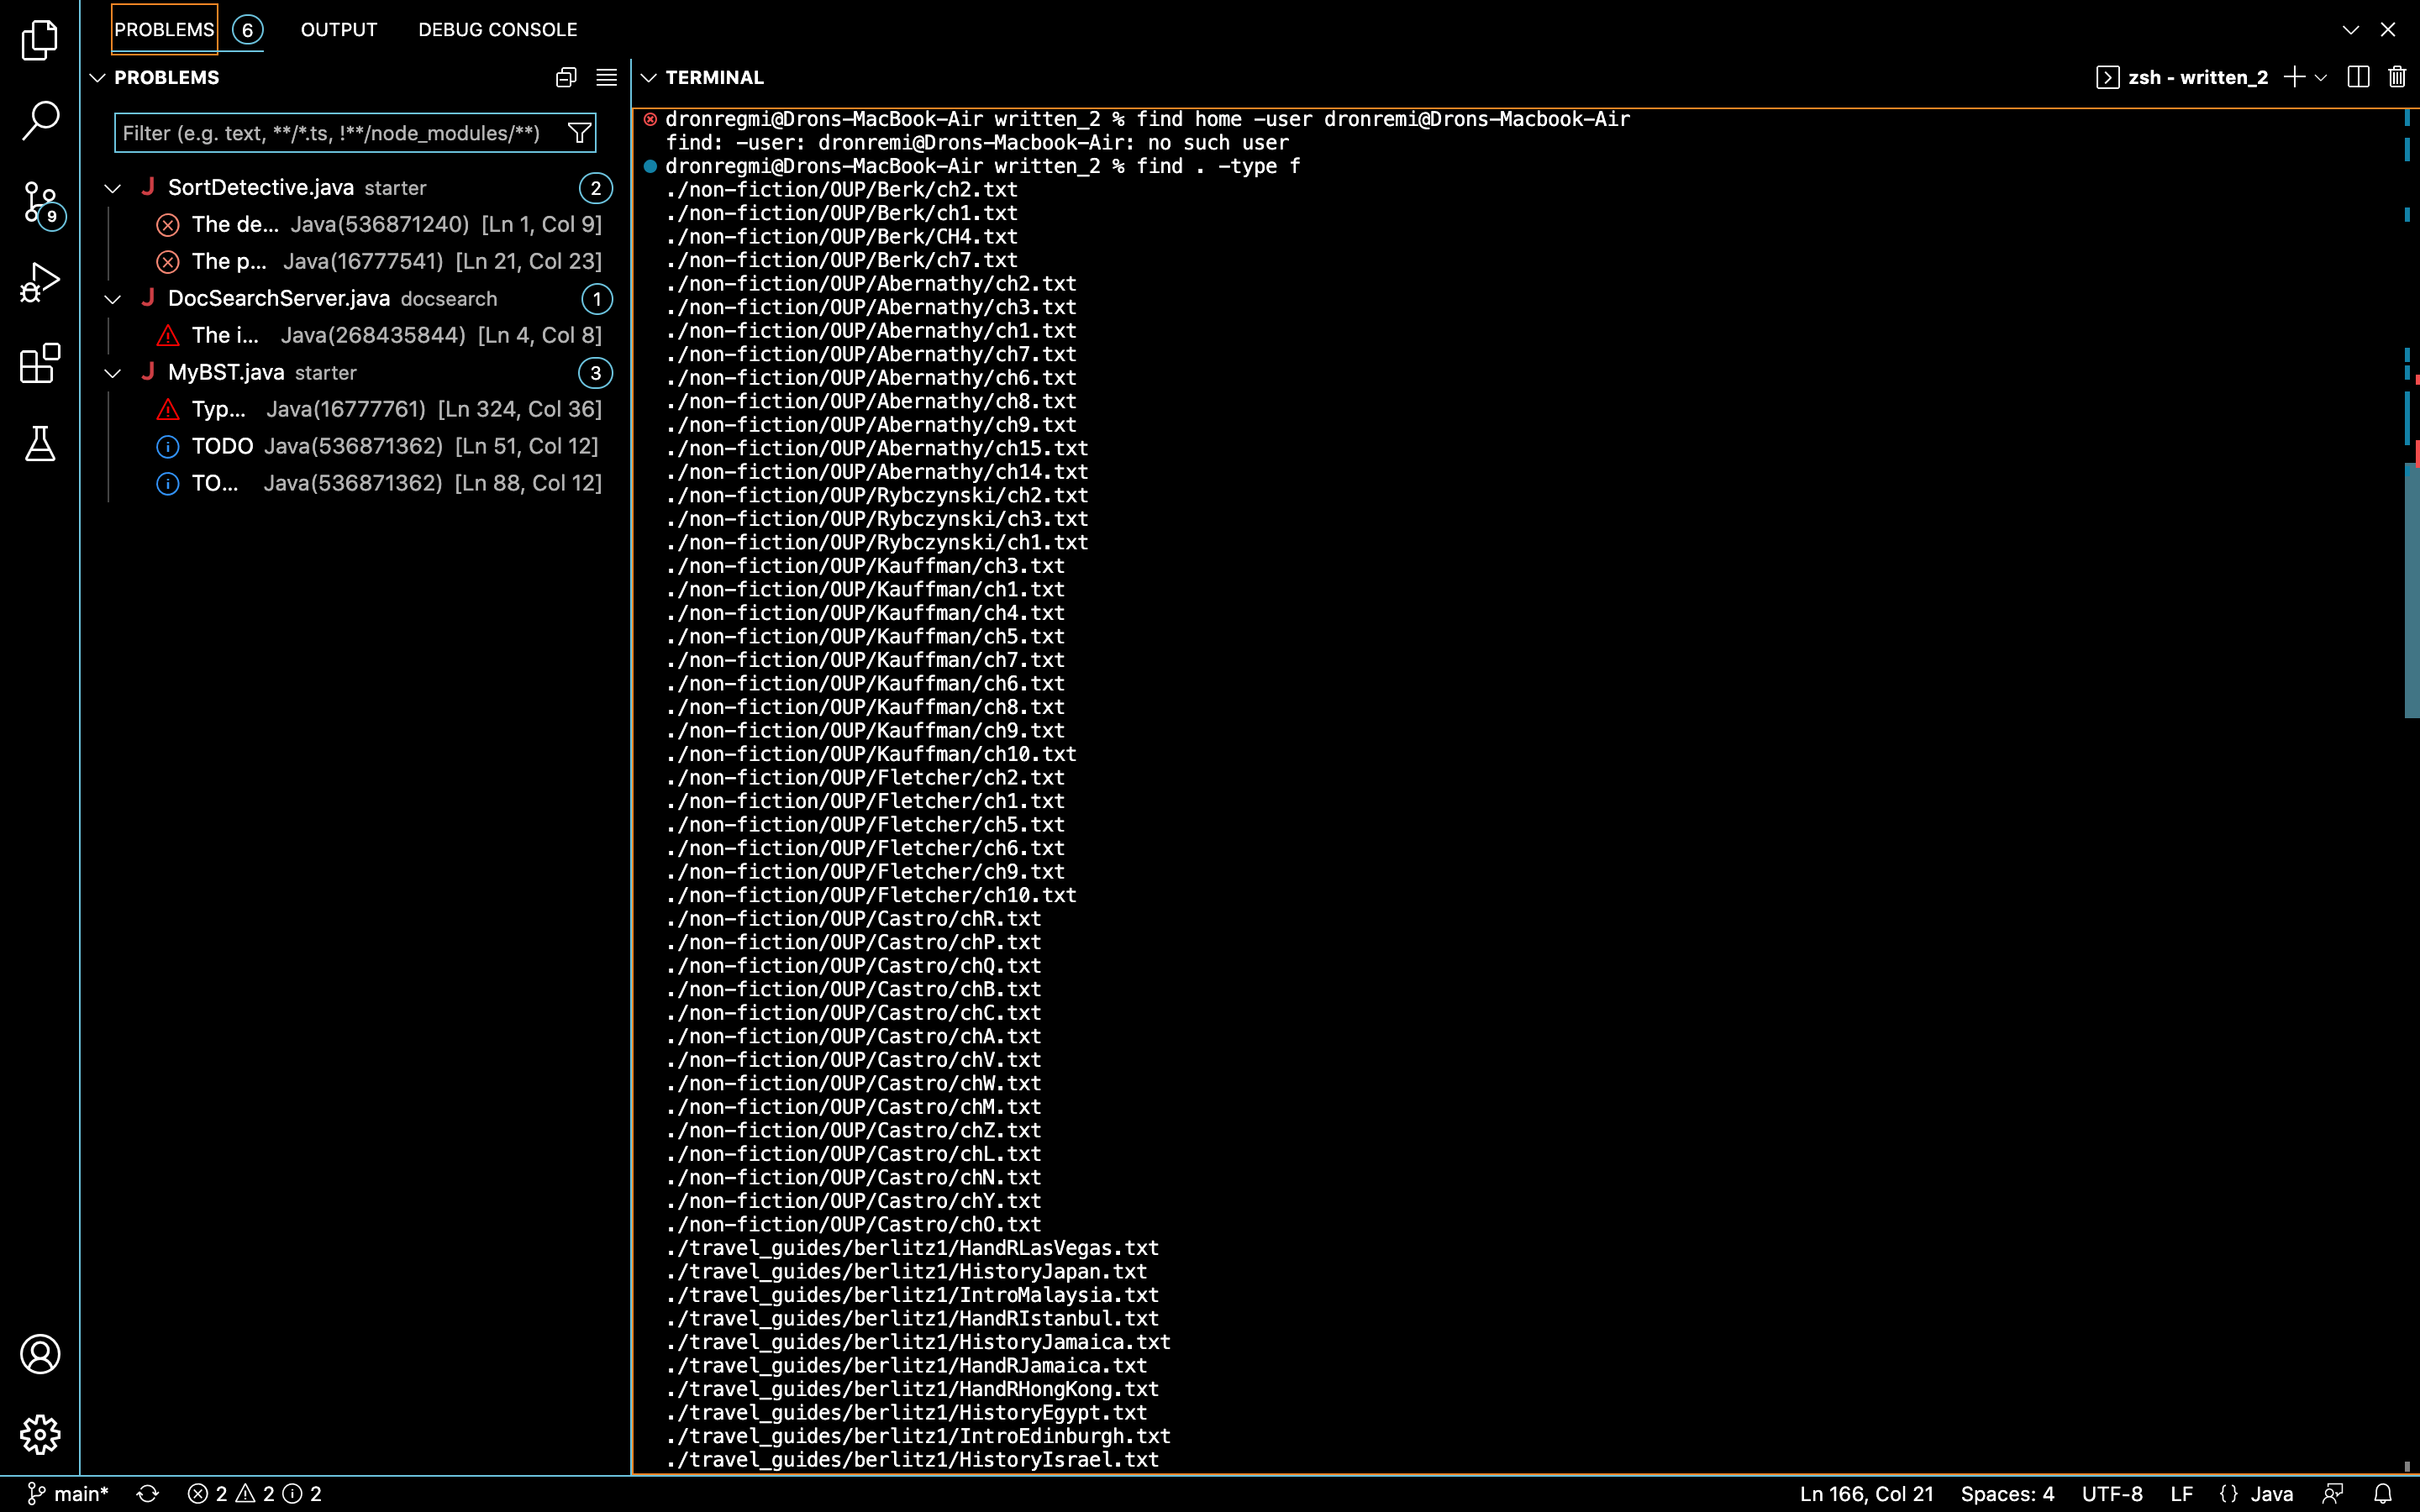 PROBLEMS 6 OUTPUT DEBUG CONSOLE
PROBLEMS
Filter (e.g. text, **/*.ts, !**/node_modules/**)
9
J SortDetective.java starter 2
The de... Java(536871240) [Ln 1, Col 9]
The p... Java(16777541) [Ln 21, Col 23]
J DocSearchServer.java docsearch 1
The i... Java(268435844) [Ln 4, Col 8]
J MyBST.java starter 3
Typ... Java(16777761) [Ln 324, Col 36]
TODO Java(536871362) [Ln 51, Col 12]
TO... Java(536871362) [Ln 88, Col 12]
TERMINAL
zsh - written_2
dronregmi@Drons-MacBook-Air written_2 % find home -user dronremi@Drons-Macbook-Air
find: -user: dronremi@Drons-Macbook-Air: no such user
dronregmi@Drons-MacBook-Air written_2 % find . -type f
./non-fiction/OUP/Berk/ch2.txt
./non-fiction/OUP/Berk/ch1.txt
./non-fiction/OUP/Berk/CH4.txt
./non-fiction/OUP/Berk/ch7.txt
./non-fiction/OUP/Abernathy/ch2.txt
./non-fiction/OUP/Abernathy/ch3.txt
./non-fiction/OUP/Abernathy/ch1.txt
./non-fiction/OUP/Abernathy/ch7.txt
./non-fiction/OUP/Abernathy/ch6.txt
./non-fiction/OUP/Abernathy/ch8.txt
./non-fiction/OUP/Abernathy/ch9.txt
./non-fiction/OUP/Abernathy/ch15.txt
./non-fiction/OUP/Abernathy/ch14.txt
./non-fiction/OUP/Rybczynski/ch2.txt
./non-fiction/OUP/Rybczynski/ch3.txt
./non-fiction/OUP/Rybczynski/ch1.txt
./non-fiction/OUP/Kauffman/ch3.txt
./non-fiction/OUP/Kauffman/ch1.txt
./non-fiction/OUP/Kauffman/ch4.txt
./non-fiction/OUP/Kauffman/ch5.txt
./non-fiction/OUP/Kauffman/ch7.txt
./non-fiction/OUP/Kauffman/ch6.txt
./non-fiction/OUP/Kauffman/ch8.txt
./non-fiction/OUP/Kauffman/ch9.txt
./non-fiction/OUP/Kauffman/ch10.txt
./non-fiction/OUP/Fletcher/ch2.txt
./non-fiction/OUP/Fletcher/ch1.txt
./non-fiction/OUP/Fletcher/ch5.txt
./non-fiction/OUP/Fletcher/ch6.txt
./non-fiction/OUP/Fletcher/ch9.txt
./non-fiction/OUP/Fletcher/ch10.txt
./non-fiction/OUP/Castro/chR.txt
./non-fiction/OUP/Castro/chP.txt
./non-fiction/OUP/Castro/chQ.txt
./non-fiction/OUP/Castro/chB.txt
./non-fiction/OUP/Castro/chC.txt
./non-fiction/OUP/Castro/chA.txt
./non-fiction/OUP/Castro/chV.txt
./non-fiction/OUP/Castro/chW.txt
./non-fiction/OUP/Castro/chM.txt
./non-fiction/OUP/Castro/chZ.txt
./non-fiction/OUP/Castro/chL.txt
./non-fiction/OUP/Castro/chN.txt
./non-fiction/OUP/Castro/chY.txt
./non-fiction/OUP/Castro/chO.txt
./travel_guides/berlitz1/HandRLasVegas.txt
./travel_guides/berlitz1/HistoryJapan.txt
./travel_guides/berlitz1/IntroMalaysia.txt
./travel_guides/berlitz1/HandRIstanbul.txt
./travel_guides/berlitz1/HistoryJamaica.txt
./travel_guides/berlitz1/HandRJamaica.txt
./travel_guides/berlitz1/HandRHongKong.txt
./travel_guides/berlitz1/HistoryEgypt.txt
./travel_guides/berlitz1/IntroEdinburgh.txt
./travel_guides/berlitz1/HistoryIsrael.txt
main* 2 2 2 Ln 166, Col 21 Spaces: 4 UTF-8 LF {} Java